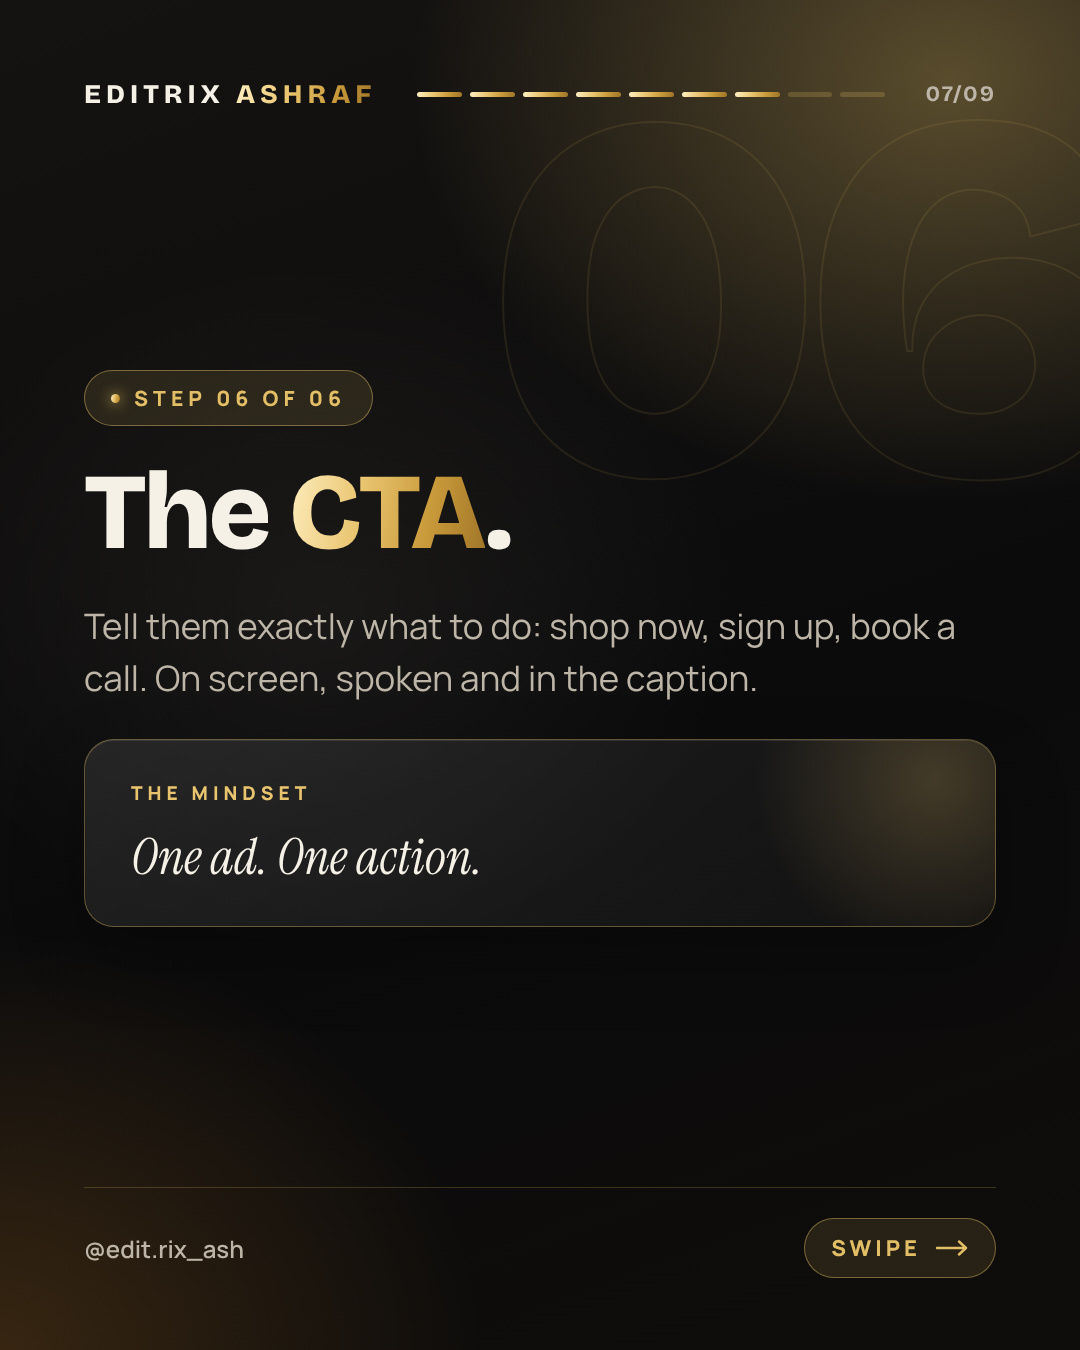 EDITRIX ASHRAF
07/09
06
STEP 06 OF 06
The CTA.
Tell them exactly what to do: shop now, sign up, book a
call. On screen, spoken and in the caption.
THE MINDSET
One ad. One action.
@edit.rix_ash
SWIPE →